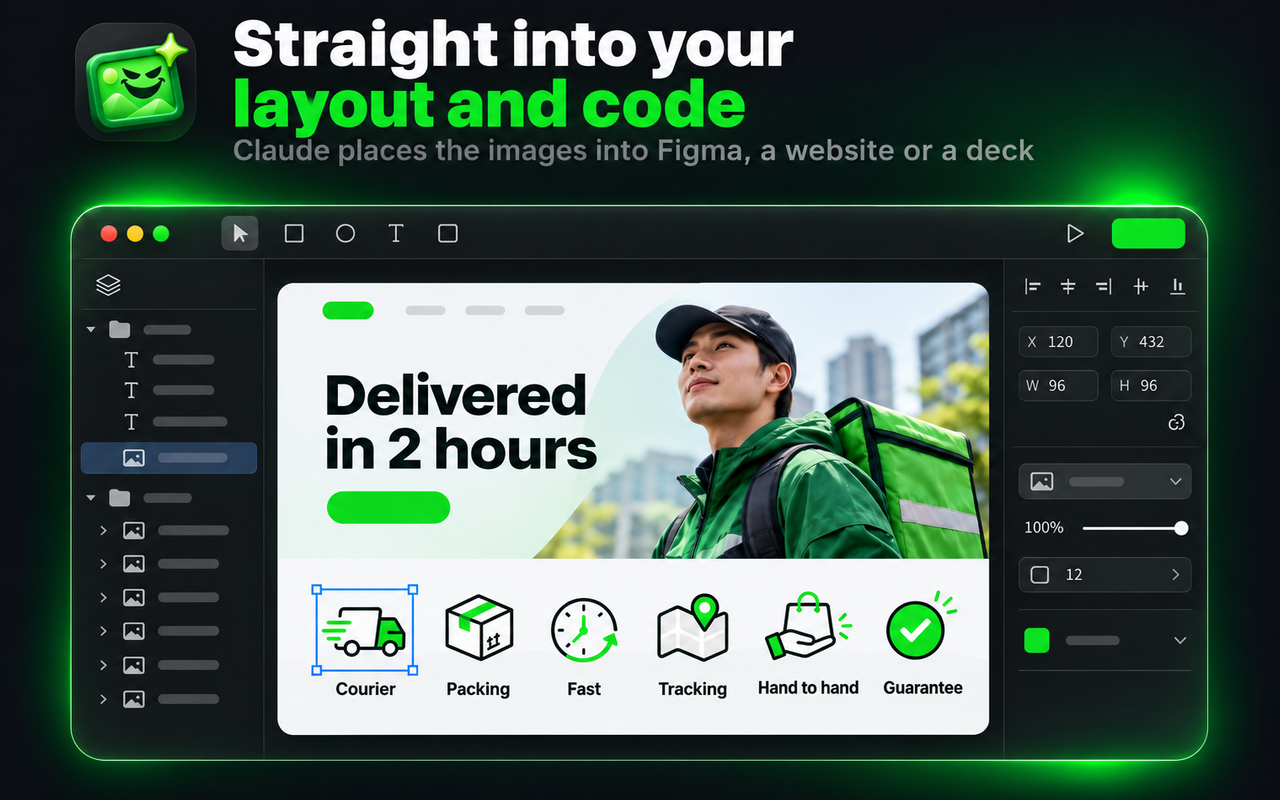 Straight into your
layout and code
Claude places the images into Figma, a website or a deck
T
X 120
Y 432
T
T
T
W 96
H 96
Delivered
in 2 hours
100%
12
Courier
Packing
Fast
Tracking
Hand to hand
Guarantee